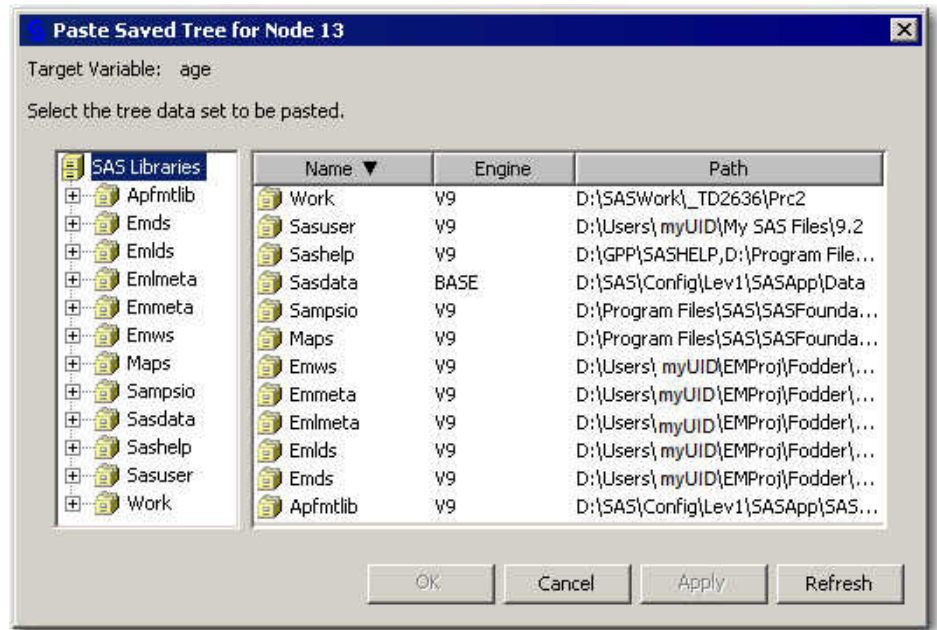 Paste Saved Tree for Node 13
Target Variable: age
Select the tree data set to be pasted.
SAS Libraries
Apfmtlib
Emds
Emlds
Emlmeta
Emmeta
Emws
Maps
Sampsio
Sasdata
Sashelp
Sasuser
Work
Name ▼ Engine Path
Work V9 D:\SASWork\_TD2636\Prc2
Sasuser V9 D:\Users\ myUID\My SAS Files\9.2
Sashelp V9 D:\GPP\SASHELP,D:\Program File...
Sasdata BASE D:\SAS\Config\Lev1\SASApp\Data
Sampsio V9 D:\Program Files\SAS\SASFounda...
Maps V9 D:\Program Files\SAS\SASFounda...
Emws V9 D:\Users\ myUID\EMProj\Fodder\...
Emmeta V9 D:\Users\myUID\EMProj\Fodder\...
Emlmeta V9 D:\Users\myUID\EMProj\Fodder\...
Emlds V9 D:\Users\myUID\EMProj\Fodder\...
Emds V9 D:\Users\ myUID\EMProj\Fodder\...
Apfmtlib V9 D:\SAS\Config\Lev1\SASApp\SAS...
OK Cancel Apply Refresh